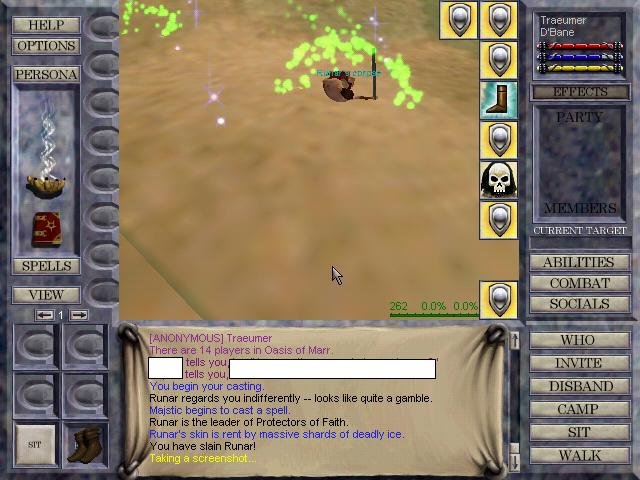 HELP
OPTIONS
PERSONA
SPELLS
VIEW
1
SIT
Runar's corpse
262 0.0% 0.0%
Traeumer
D'Bane
EFFECTS
PARTY
MEMBERS
CURRENT TARGET
ABILITIES
COMBAT
SOCIALS
WHO
INVITE
DISBAND
CAMP
SIT
WALK
[ANONYMOUS] Traeumer
There are 14 players in Oasis of Marr.
tells you,
tells you,
You begin your casting.
Runar regards you indifferently -- looks like quite a gamble.
Majstic begins to cast a spell.
Runar is the leader of Protectors of Faith.
Runar's skin is rent by massive shards of deadly ice.
You have slain Runar!
Taking a screenshot...